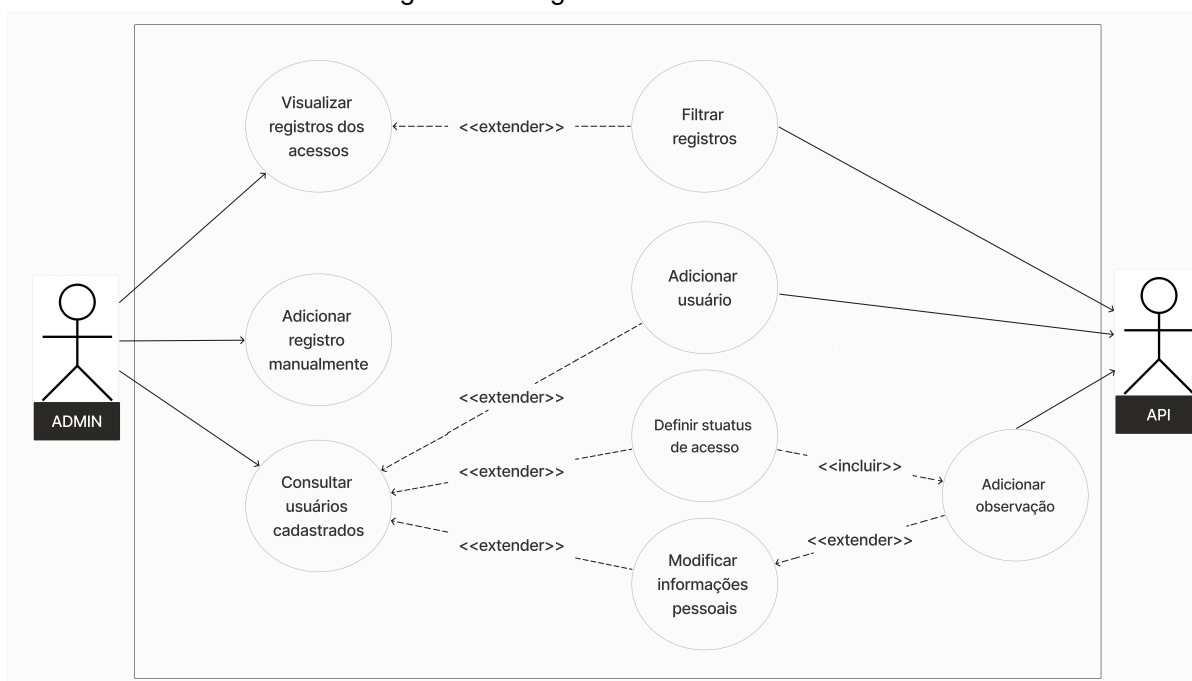 Visualizar
registros dos
acessos
<<extender>>
Filtrar
registros
Adicionar
usuário
Adicionar
registro
manualmente
ADMIN
API
<<extender>>
Definir stuatus
de acesso
<<extender>>
<<incluir>>
Consultar
usuários
cadastrados
Adicionar
observação
<<extender>>
<<extender>>
Modificar
informações
pessoais